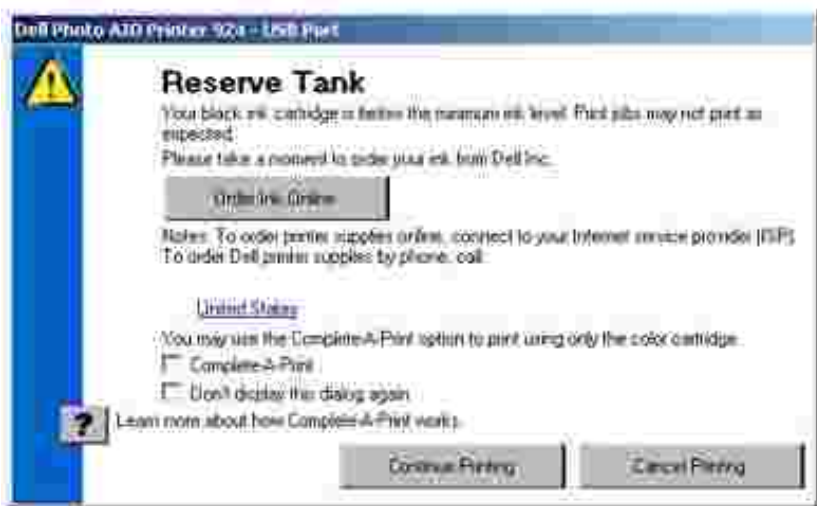 Dell Photo AIO Printer 924 - USB Port
Reserve Tank
Your black ink cartridge is below the minimum ink level. Print jobs may not print as
expected.
Please take a moment to order your ink from Dell Inc.
Order Ink Online
Notes: To order printer supplies online, connect to your Internet service provider (ISP).
To order Dell printer supplies by phone, call:
United States
You may use the Complete-A-Print option to print using only the color cartridge.
Complete-A-Print
Don't display this dialog again
? Learn more about how Complete-A-Print works.
Continue Printing
Cancel Printing